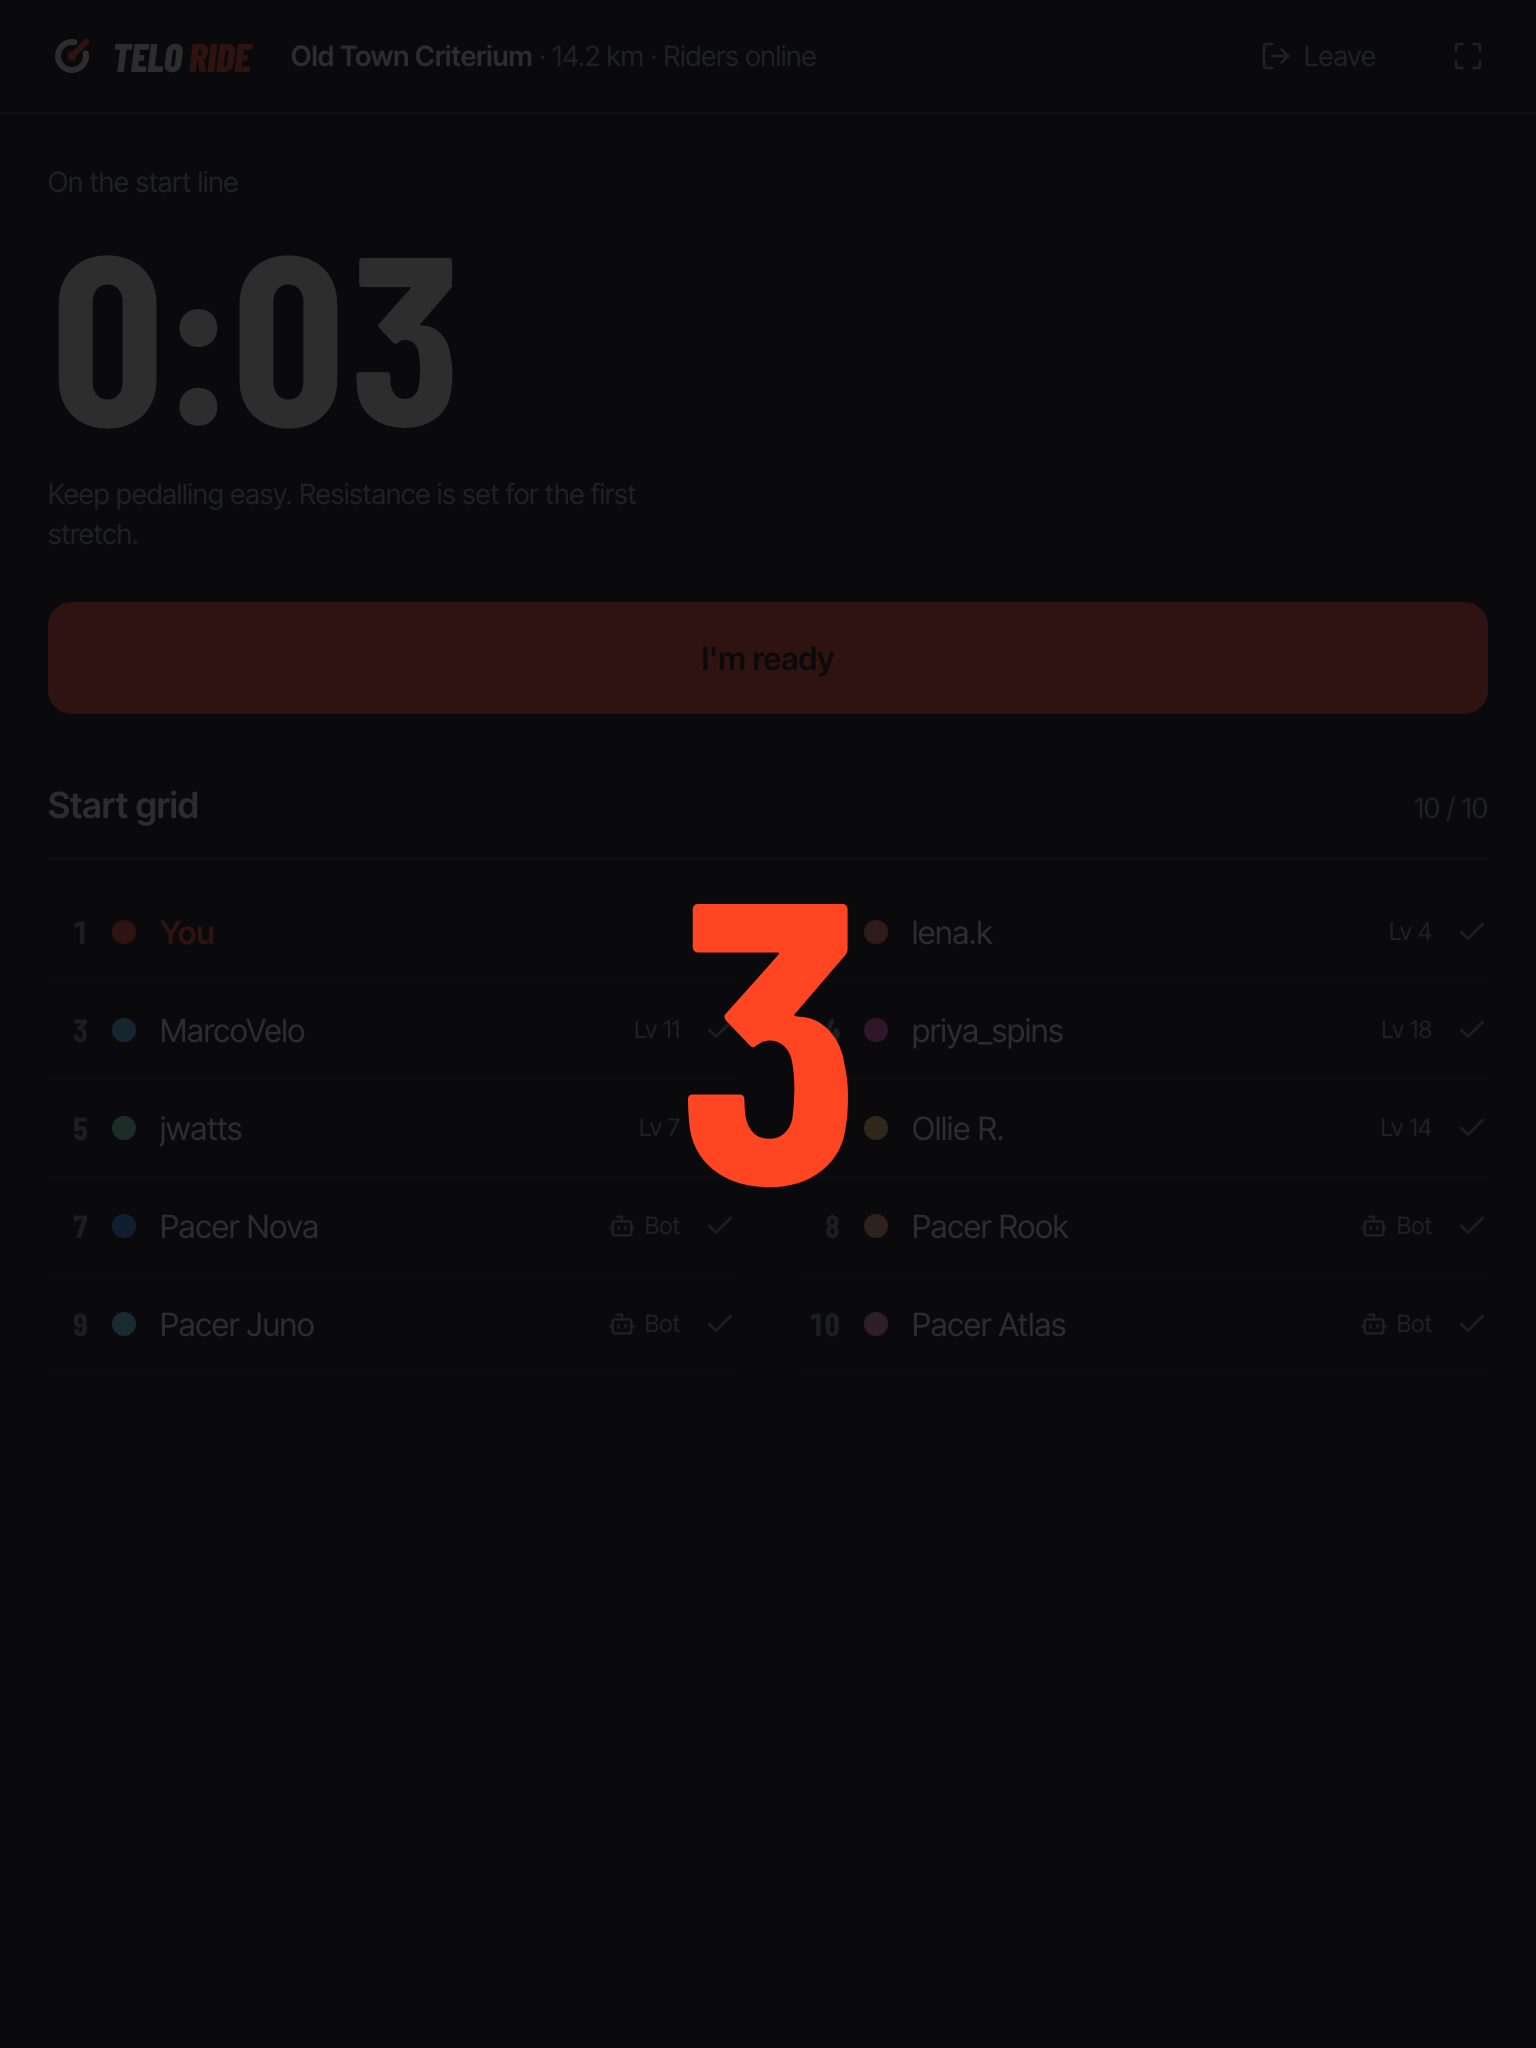 TELO RIDE Old Town Criterium · 14.2 km · Riders online Leave
On the start line
0:03
Keep pedalling easy. Resistance is set for the first
stretch.
I'm ready
Start grid 10 / 10
1 You lena.k Lv 4
3 MarcoVelo Lv 11 4 priya_spins Lv 18
3
5 jwatts Lv 7 Ollie R. Lv 14
7 Pacer Nova Bot 8 Pacer Rook Bot
9 Pacer Juno Bot 10 Pacer Atlas Bot